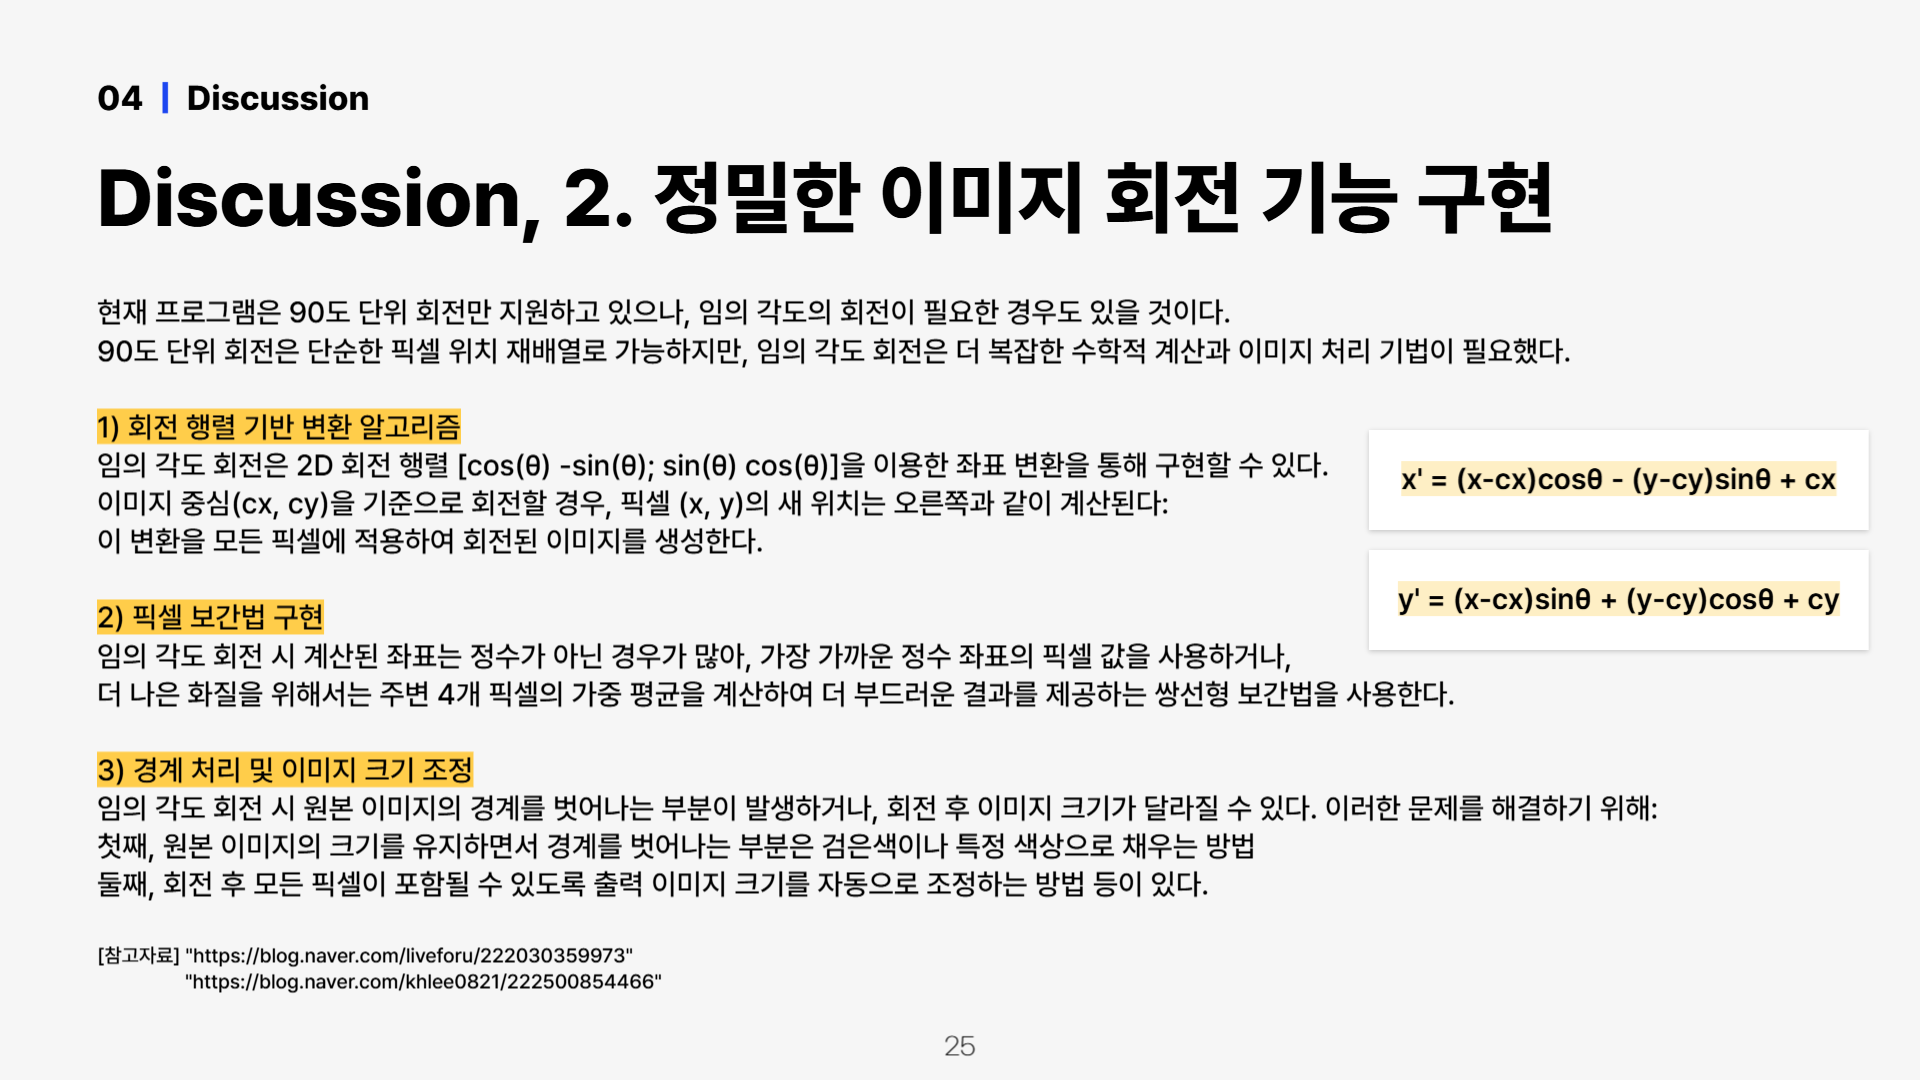 04 | Discussion
Discussion, 2. 정밀한 이미지 회전 기능 구현
현재 프로그램은 90도 단위 회전만 지원하고 있으나, 임의 각도의 회전이 필요한 경우도 있을 것이다.
90도 단위 회전은 단순한 픽셀 위치 재배열로 가능하지만, 임의 각도 회전은 더 복잡한 수학적 계산과 이미지 처리 기법이 필요했다.
1) 회전 행렬 기반 변환 알고리즘
임의 각도 회전은 2D 회전 행렬 [cos(θ) -sin(θ); sin(θ) cos(θ)]을 이용한 좌표 변환을 통해 구현할 수 있다.
이미지 중심(cx, cy)을 기준으로 회전할 경우, 픽셀 (x, y)의 새 위치는 오른쪽과 같이 계산된다:
이 변환을 모든 픽셀에 적용하여 회전된 이미지를 생성한다.
x' = (x-cx)cosθ - (y-cy)sinθ + cx
y' = (x-cx)sinθ + (y-cy)cosθ + cy
2) 픽셀 보간법 구현
임의 각도 회전 시 계산된 좌표는 정수가 아닌 경우가 많아, 가장 가까운 정수 좌표의 픽셀 값을 사용하거나,
더 나은 화질을 위해서는 주변 4개 픽셀의 가중 평균을 계산하여 더 부드러운 결과를 제공하는 쌍선형 보간법을 사용한다.
3) 경계 처리 및 이미지 크기 조정
임의 각도 회전 시 원본 이미지의 경계를 벗어나는 부분이 발생하거나, 회전 후 이미지 크기가 달라질 수 있다. 이러한 문제를 해결하기 위해:
첫째, 원본 이미지의 크기를 유지하면서 경계를 벗어나는 부분은 검은색이나 특정 색상으로 채우는 방법
둘째, 회전 후 모든 픽셀이 포함될 수 있도록 출력 이미지 크기를 자동으로 조정하는 방법 등이 있다.
[참고자료] "https://blog.naver.com/liveforu/222030359973"
"https://blog.naver.com/khlee0821/222500854466"
25